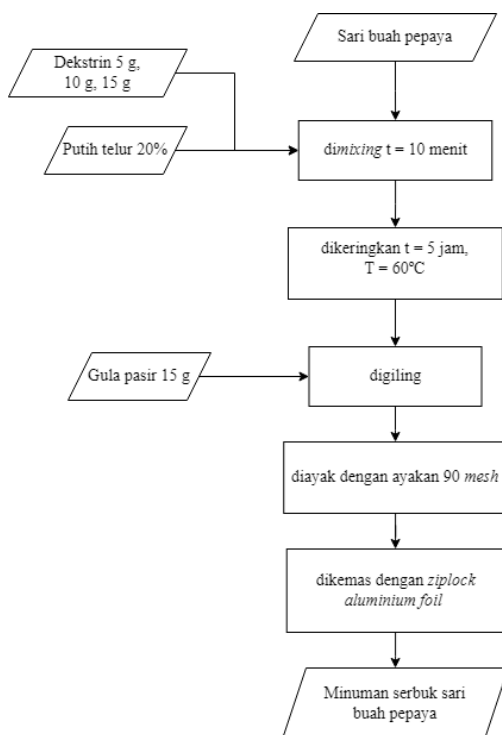 Sari buah pepaya
Dekstrin 5 g,
10 g, 15 g
Putih telur 20%
dimixing t = 10 menit
dikeringkan t = 5 jam,
T = 60°C
Gula pasir 15 g
digiling
diayak dengan ayakan 90 mesh
dikemas dengan ziplock
aluminium foil
Minuman serbuk sari
buah pepaya